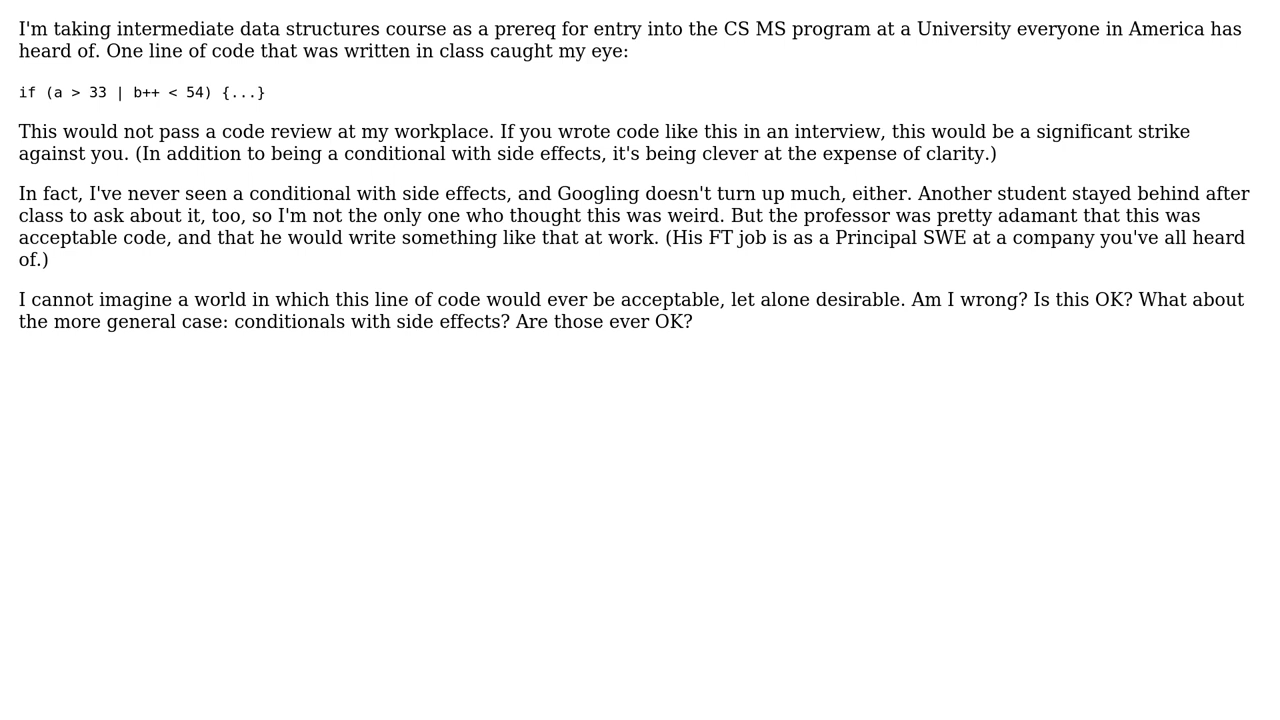 I'm taking intermediate data structures course as a prereq for entry into the CS MS program at a University everyone in America has
heard of. One line of code that was written in class caught my eye:
if (a > 33 | b++ < 54) {...}
This would not pass a code review at my workplace. If you wrote code like this in an interview, this would be a significant strike
against you. (In addition to being a conditional with side effects, it's being clever at the expense of clarity.)
In fact, I've never seen a conditional with side effects, and Googling doesn't turn up much, either. Another student stayed behind after
class to ask about it, too, so I'm not the only one who thought this was weird. But the professor was pretty adamant that this was
acceptable code, and that he would write something like that at work. (His FT job is as a Principal SWE at a company you've all heard
of.)
I cannot imagine a world in which this line of code would ever be acceptable, let alone desirable. Am I wrong? Is this OK? What about
the more general case: conditionals with side effects? Are those ever OK?